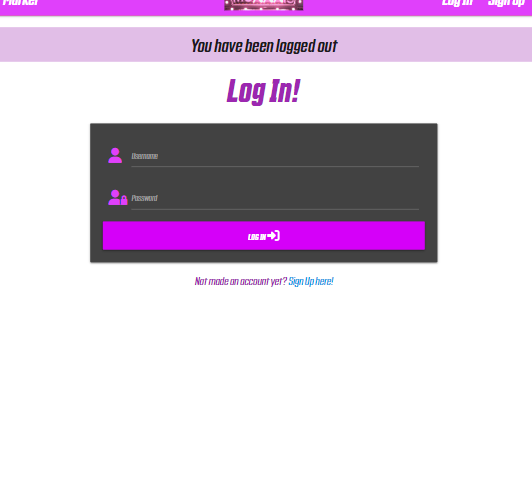 Log In Sign Up
You have been logged out
Log In!
Username
Password
LOG IN
Not made an account yet? Sign Up here!